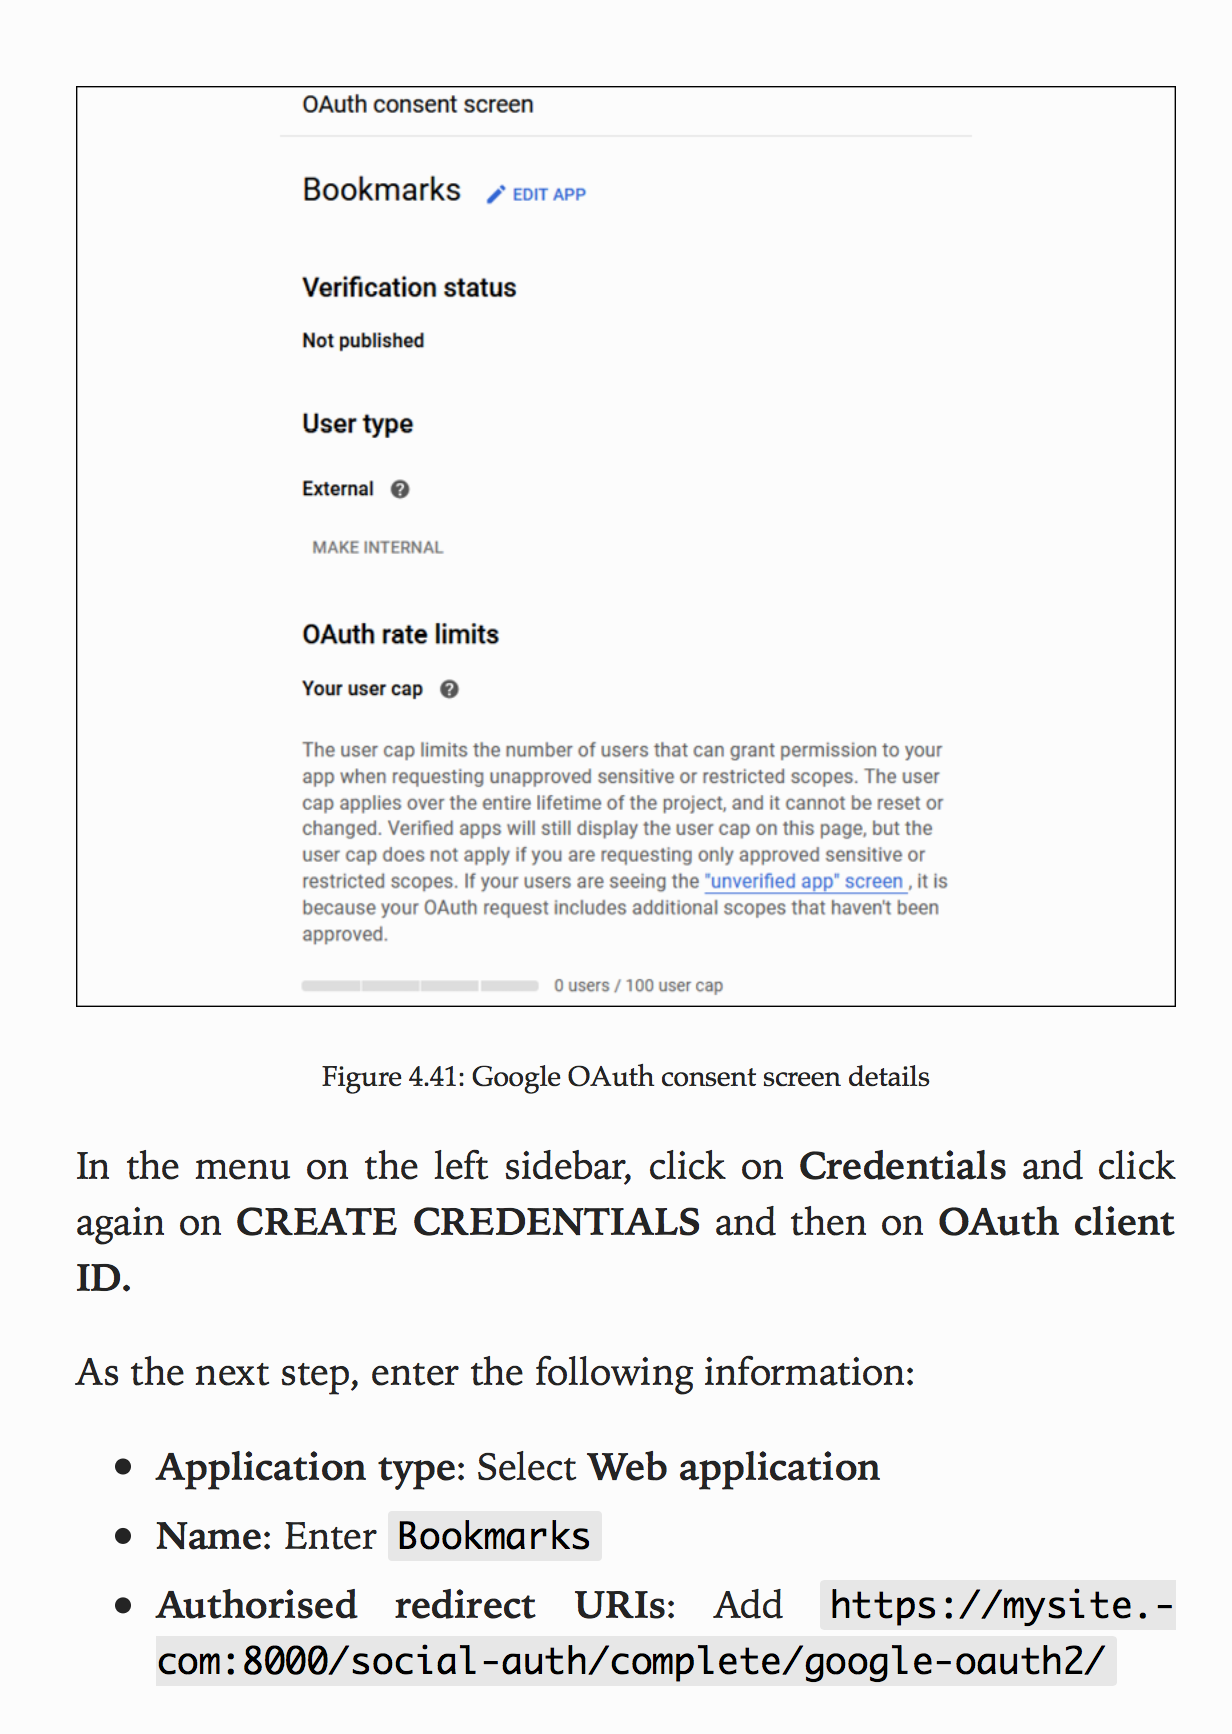 OAuth consent screen
Bookmarks EDIT APP
Verification status
Not published
User type
External ?
MAKE INTERNAL
OAuth rate limits
Your user cap ?
The user cap limits the number of users that can grant permission to your
app when requesting unapproved sensitive or restricted scopes. The user
cap applies over the entire lifetime of the project, and it cannot be reset or
changed. Verified apps will still display the user cap on this page, but the
user cap does not apply if you are requesting only approved sensitive or
restricted scopes. If your users are seeing the "unverified app" screen , it is
because your OAuth request includes additional scopes that haven't been
approved.
0 users / 100 user cap
Figure 4.41: Google OAuth consent screen details
In the menu on the left sidebar, click on Credentials and click
again on CREATE CREDENTIALS and then on OAuth client
ID.
As the next step, enter the following information:
• Application type: Select Web application
• Name: Enter Bookmarks
• Authorised redirect URIs: Add https://mysite.-
com:8000/social-auth/complete/google-oauth2/